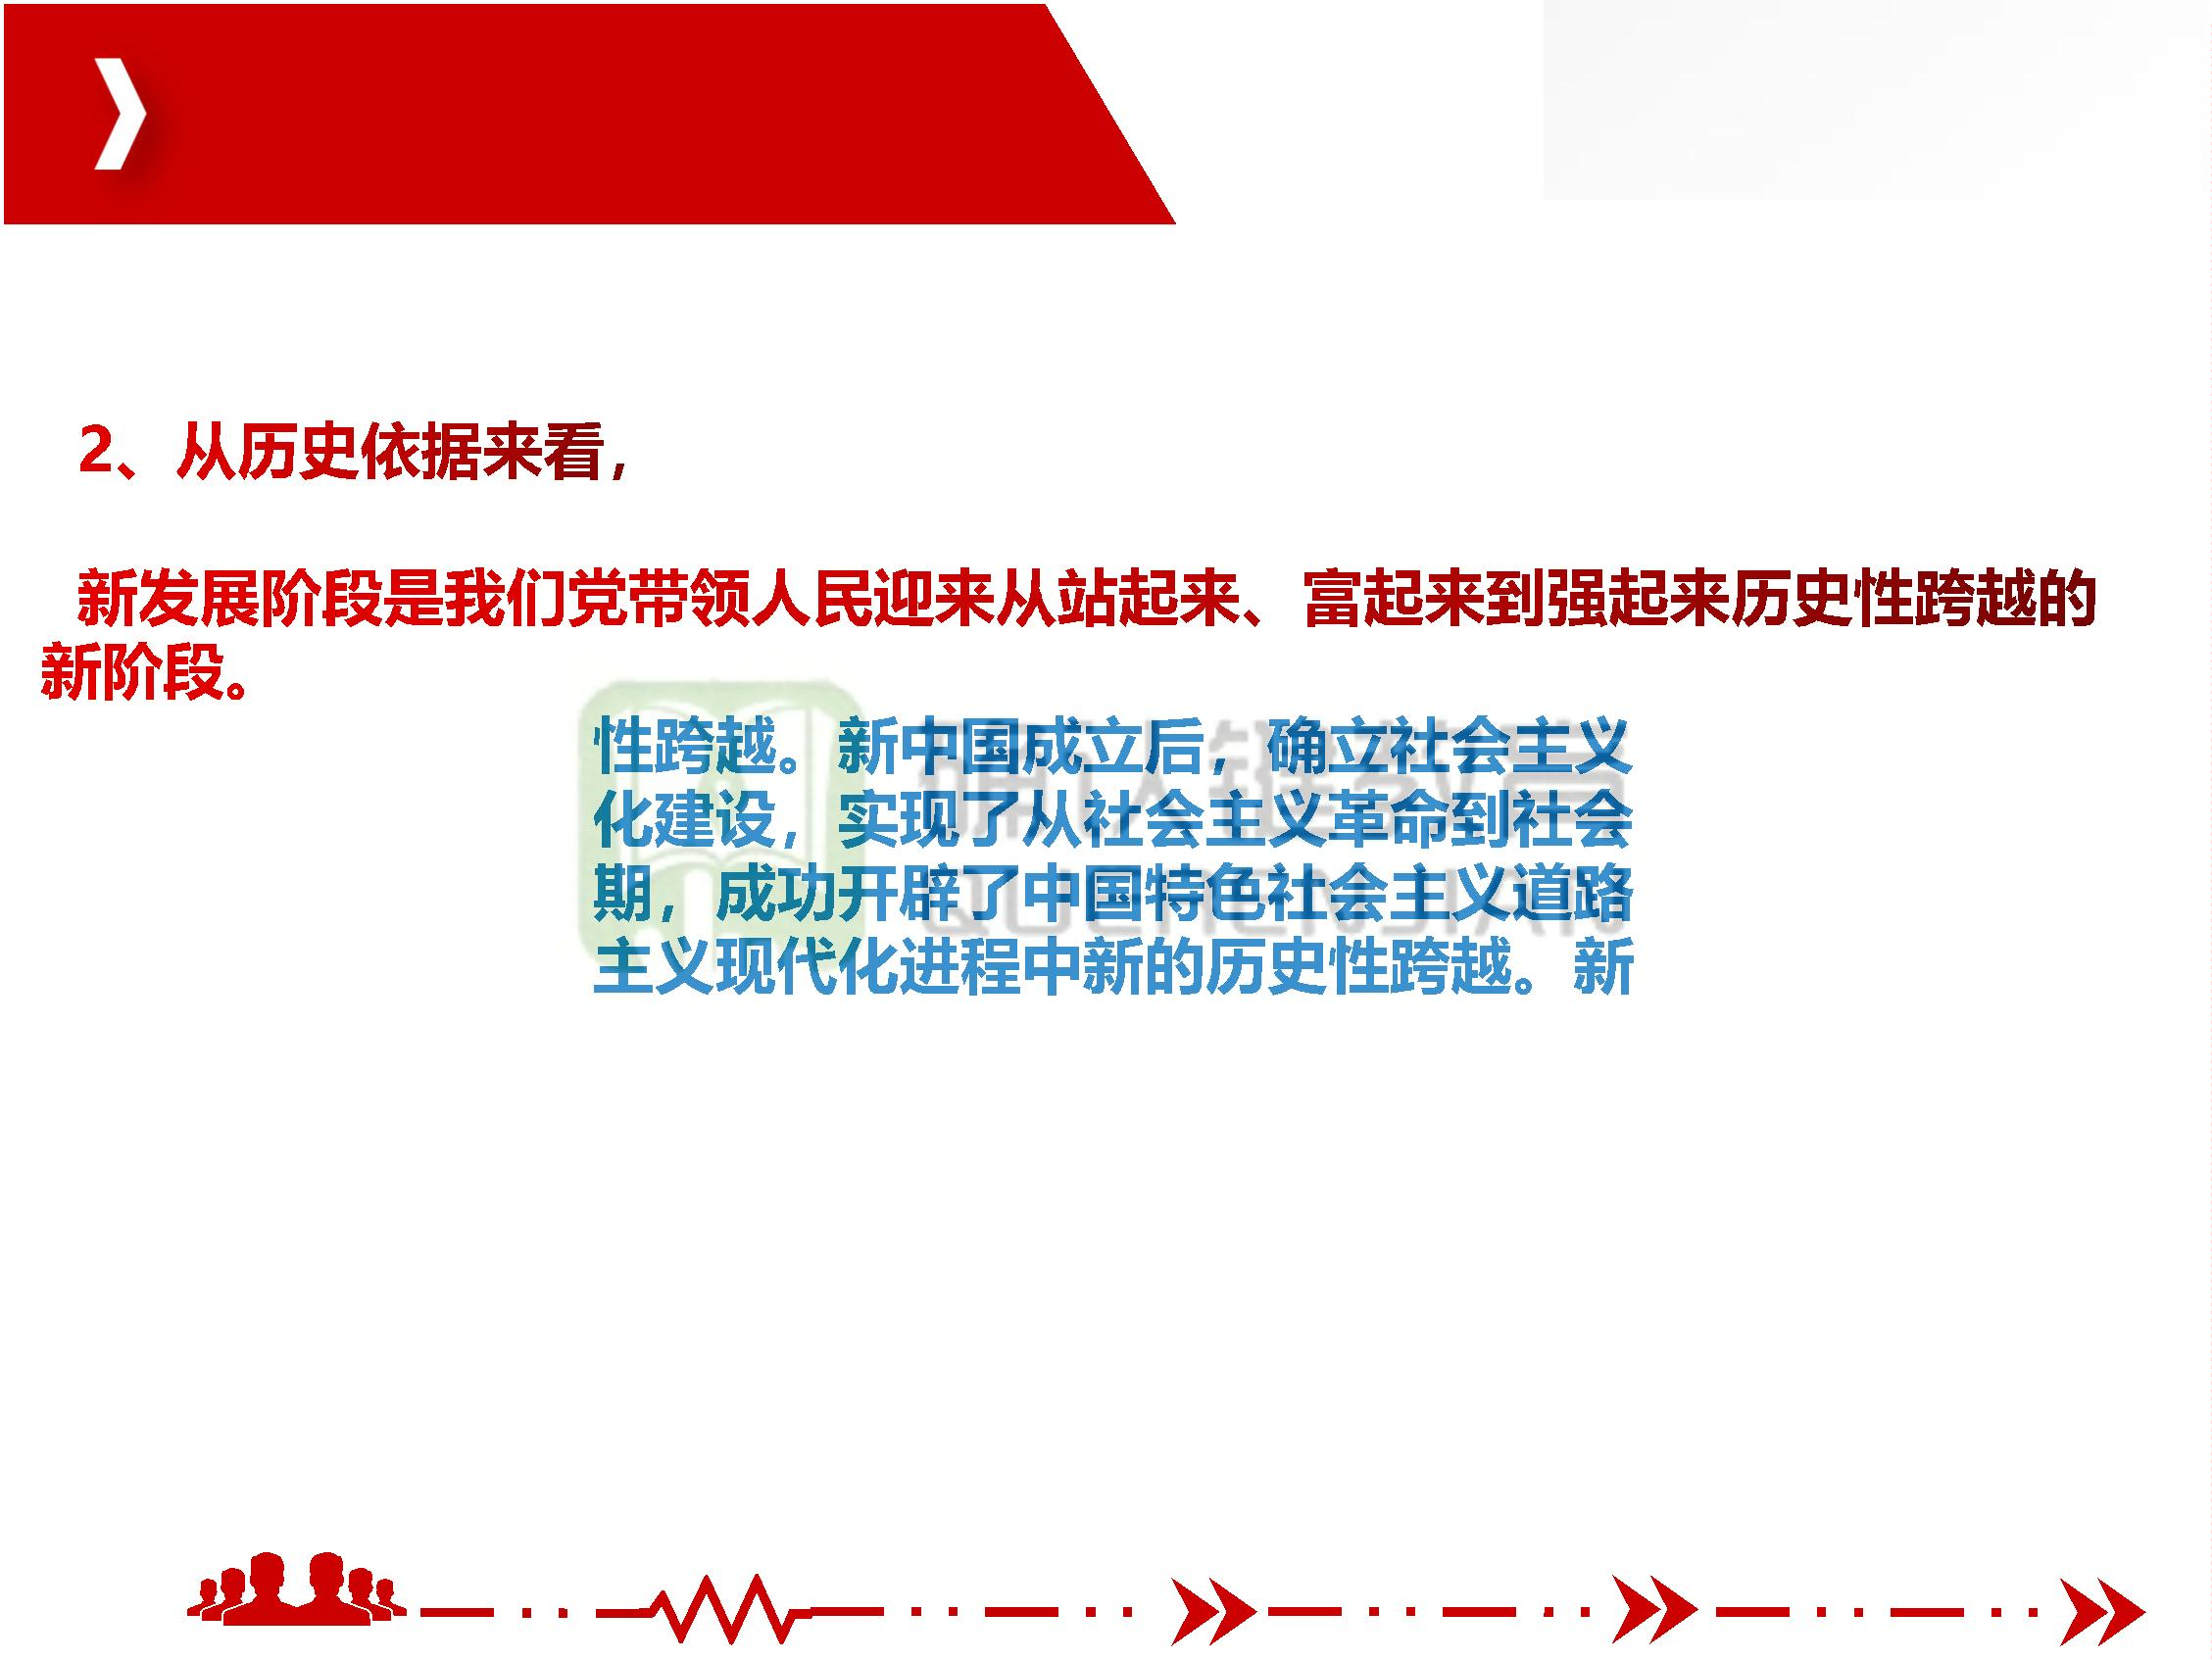 2、从历史依据来看，
新发展阶段是我们党带领人民迎来从站起来、富起来到强起来历史性跨越的
新阶段。
性跨越。新中国成立后，确立社会主义
化建设，实现了从社会主义革命到社会
期，成功开辟了中国特色社会主义道路
主义现代化进程中新的历史性跨越。新